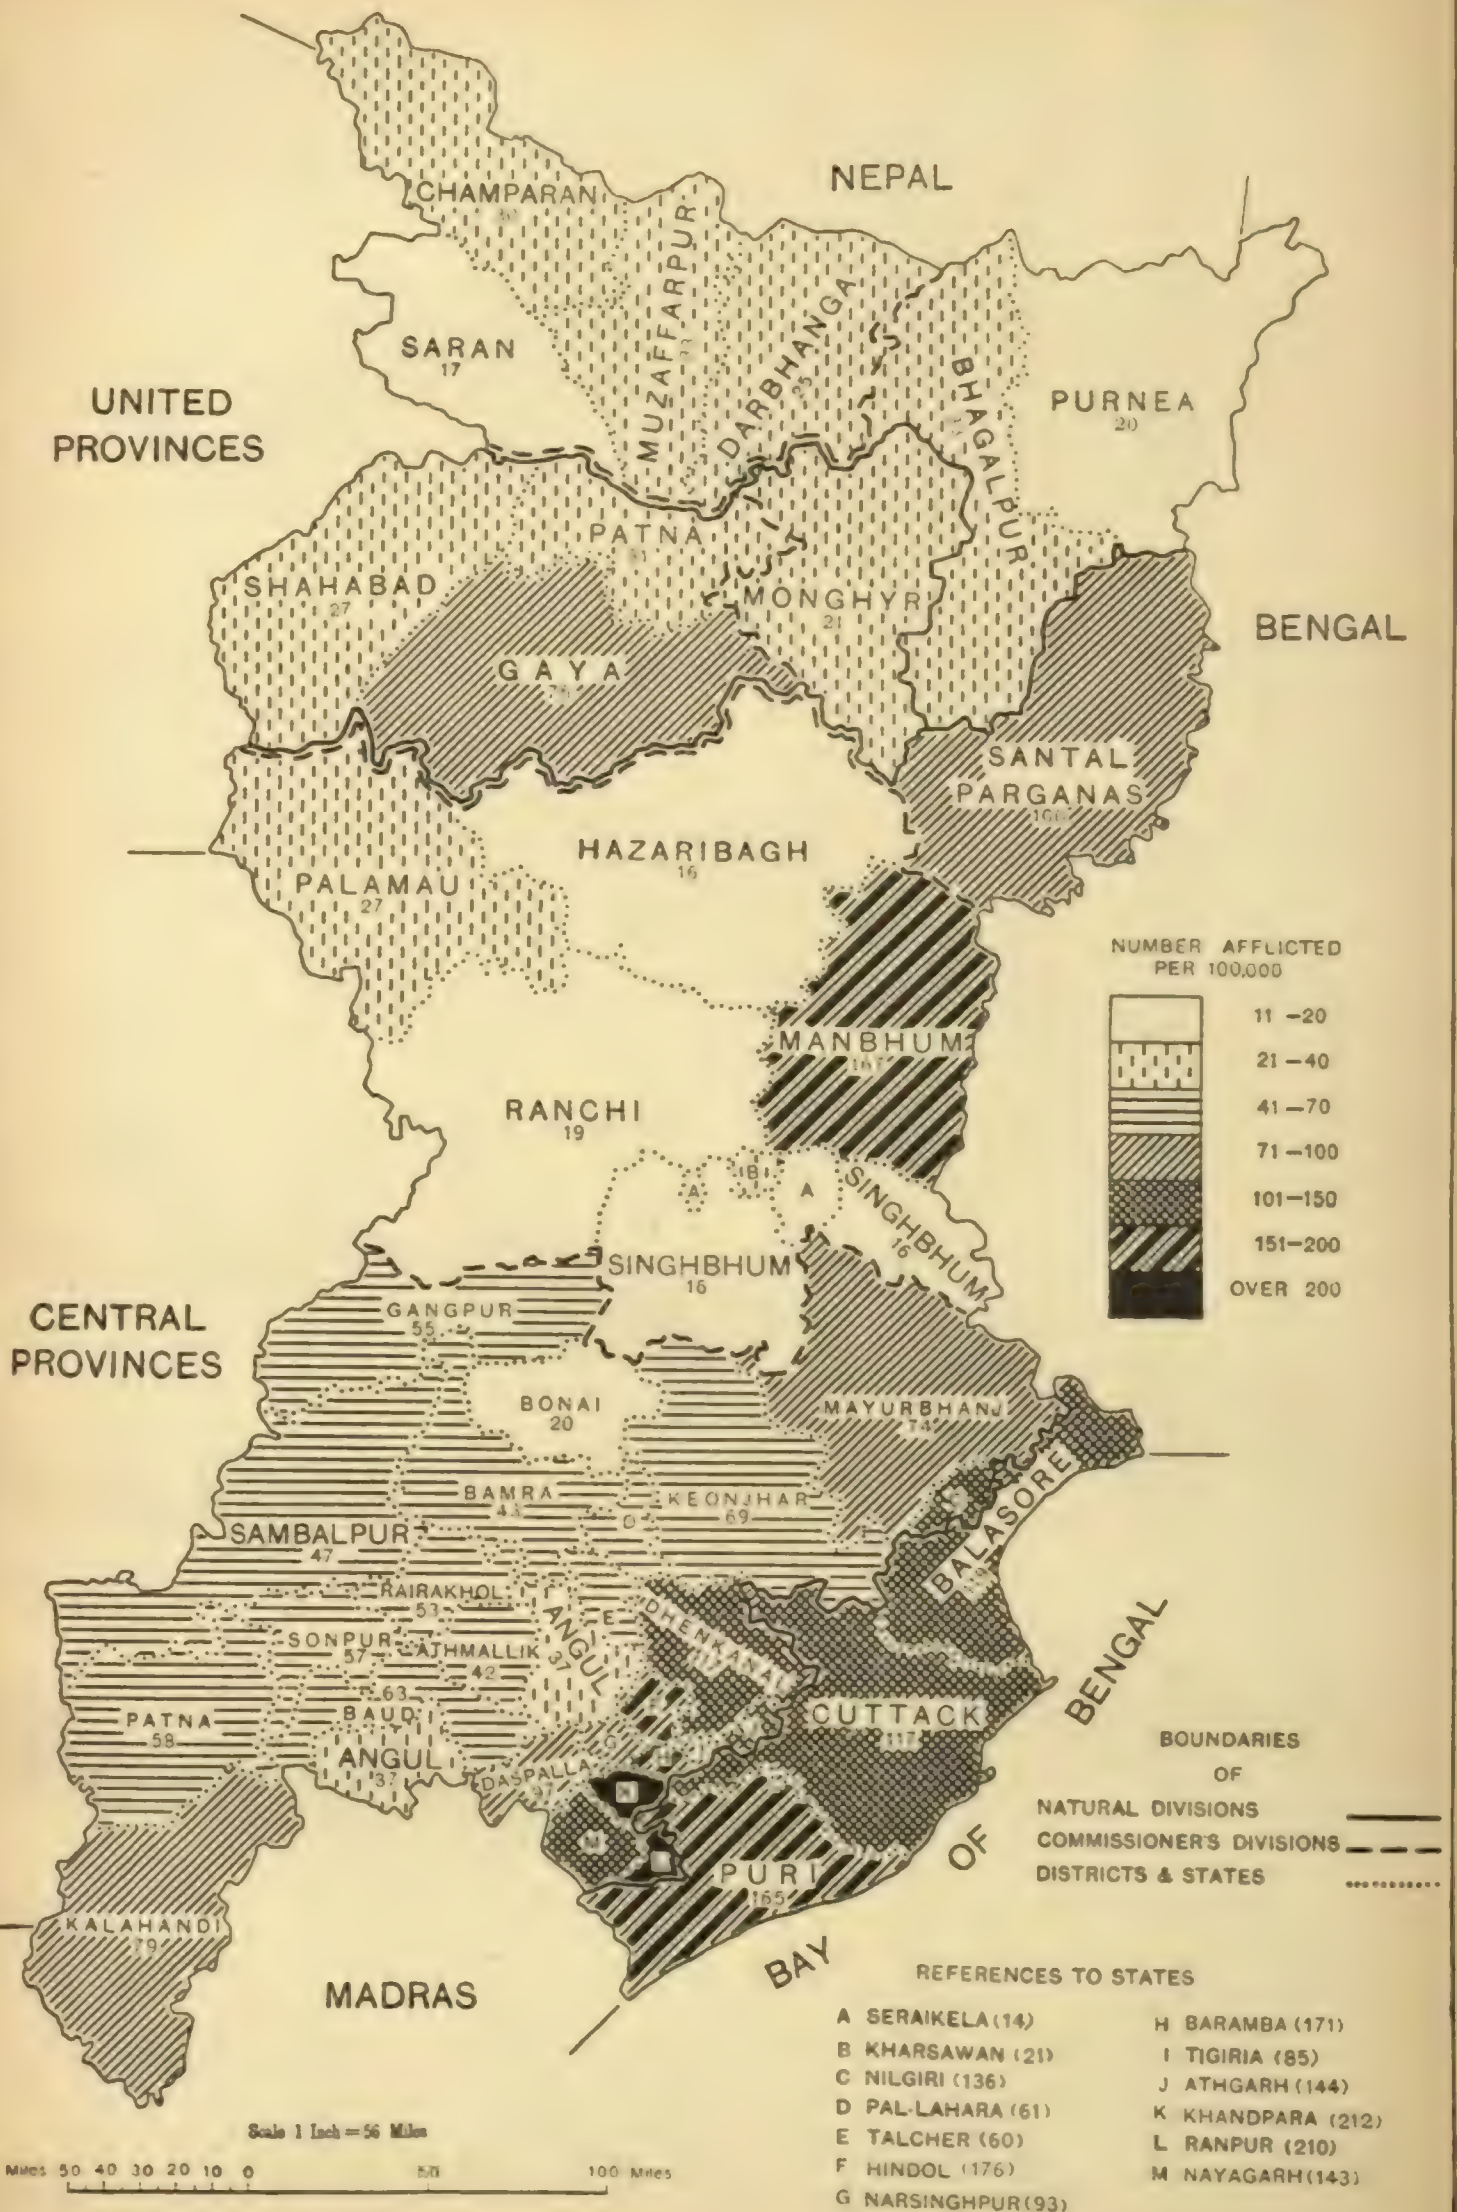 NEPAL
CHAMPARAN
MUZAFFARPUR
SARAN
17
DARBHANGA
25
BHAGALPUR
PURNEA
20
UNITED
PROVINCES
PATNA
SHAHABAD
27
MONGHYR
21
BENGAL
GAYA
SANTAL
PARGANAS
100
HAZARIBAGH
16
PALAMAU
27
NUMBER AFFLICTED
PER 100,000
11 – 20
21 – 40
41 – 70
71 – 100
101 – 150
151 – 200
OVER 200
MANBHUM
167
RANCHI
19
A
B
A
SINGHBHUM
16
SINGHBHUM
16
CENTRAL
PROVINCES
GANGPUR
55
BONAI
20
MAYURBHANJ
74
BAMRA
43
D
KEONJHAR
69
C
BALASORE
SAMBALPUR
47
RAIRAKHOL
53
ANGUL
37
E
DHENKANAL
SONPUR
57
ATHMALLIK
42
63
BAUD
PATNA
58
ANGUL
37
DASPALLA
97
G
H
CUTTACK
117
K
M
PURI
165
KALAHANDI
79
MADRAS
BAY
OF
BENGAL
BOUNDARIES
OF
NATURAL DIVISIONS
COMMISSIONER'S DIVISIONS
DISTRICTS & STATES
REFERENCES TO STATES
A SERAIKELA (14)
B KHARSAWAN (21)
C NILGIRI (136)
D PAL-LAHARA (61)
E TALCHER (60)
F HINDOL (176)
G NARSINGHPUR (93)
H BARAMBA (171)
I TIGIRIA (85)
J ATHGARH (144)
K KHANDPARA (212)
L RANPUR (210)
M NAYAGARH (143)
Scale 1 Inch = 56 Miles
Miles 50 40 30 20 10 0 50 100 Miles